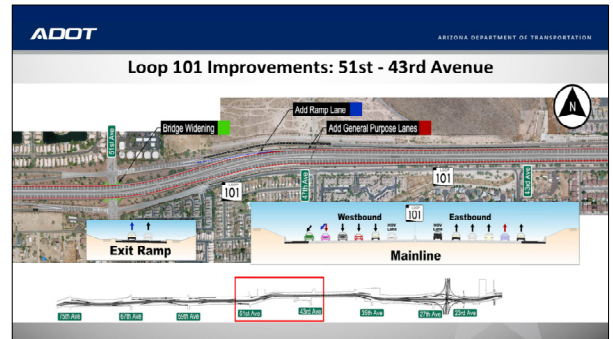 ADOT
ARIZONA DEPARTMENT OF TRANSPORTATION
Loop 101 Improvements: 51st - 43rd Avenue
N
Add Ramp Lane
Bridge Widening
Add General Purpose Lanes
51st Ave
47th Ave
43rd Ave
101
101
101
Westbound
Eastbound
HOV LANE
HOV LANE
Exit Ramp
Mainline
75th Ave
67th Ave
59th Ave
51st Ave
43rd Ave
35th Ave
27th Ave
23rd Ave